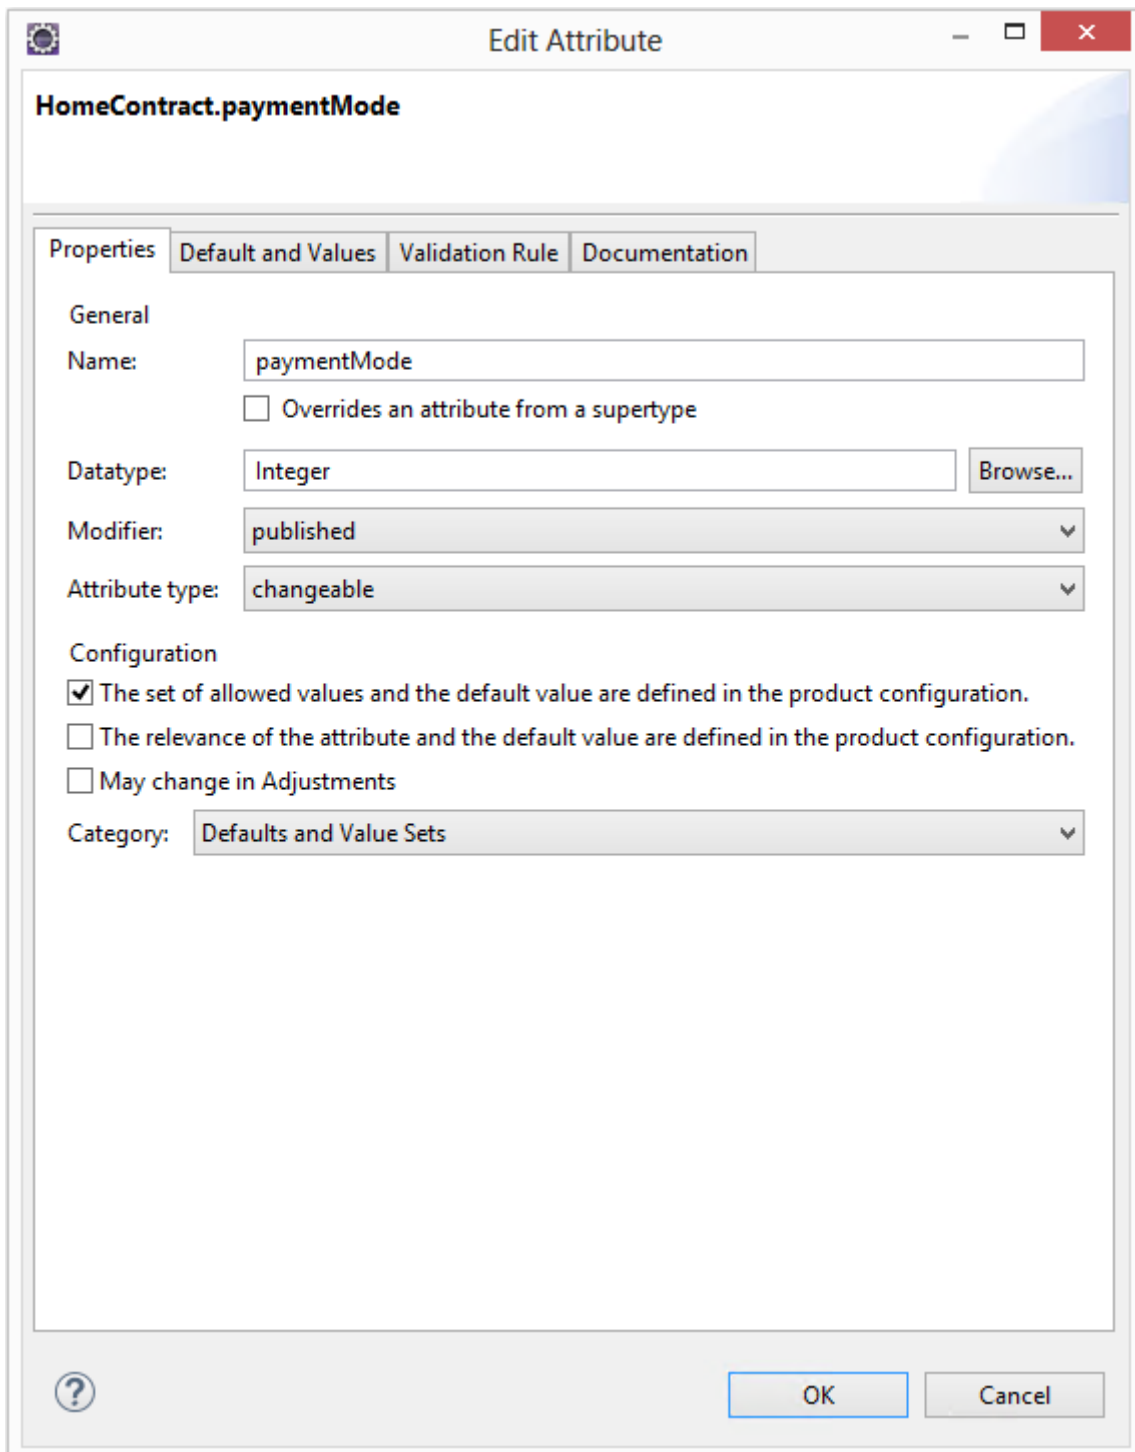 Edit Attribute
HomeContract.paymentMode
Properties Default and Values Validation Rule Documentation
General
Name: paymentMode
Overrides an attribute from a supertype
Datatype: Integer Browse...
Modifier: published
Attribute type: changeable
Configuration
The set of allowed values and the default value are defined in the product configuration.
The relevance of the attribute and the default value are defined in the product configuration.
May change in Adjustments
Category: Defaults and Value Sets
? OK Cancel